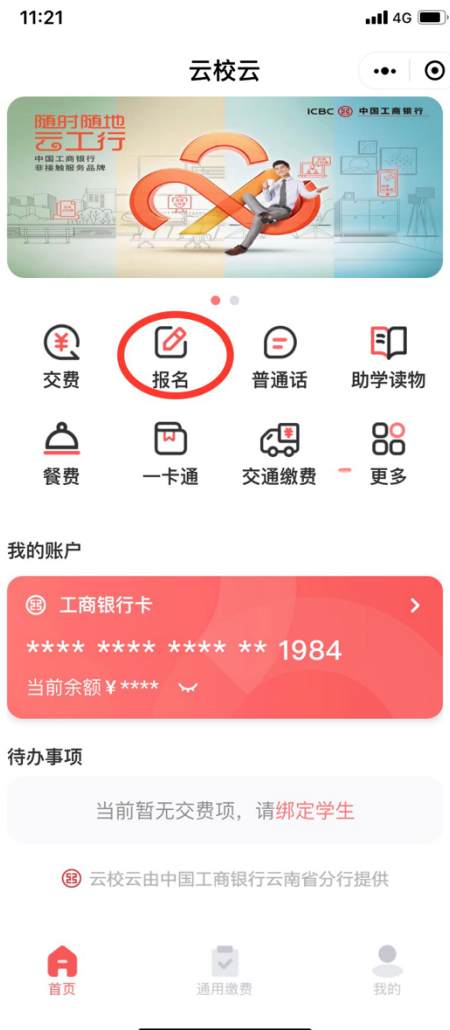 11:21
4G
云校云
随时随地
云工行
中国工商银行
非接触服务品牌
ICBC 中国工商银行
交费
报名
普通话
助学读物
餐费
一卡通
交通缴费
更多
我的账户
工商银行卡
**** **** **** ** 1984
当前余额¥****
待办事项
当前暂无交费项，请绑定学生
云校云由中国工商银行云南省分行提供
首页
通用缴费
我的